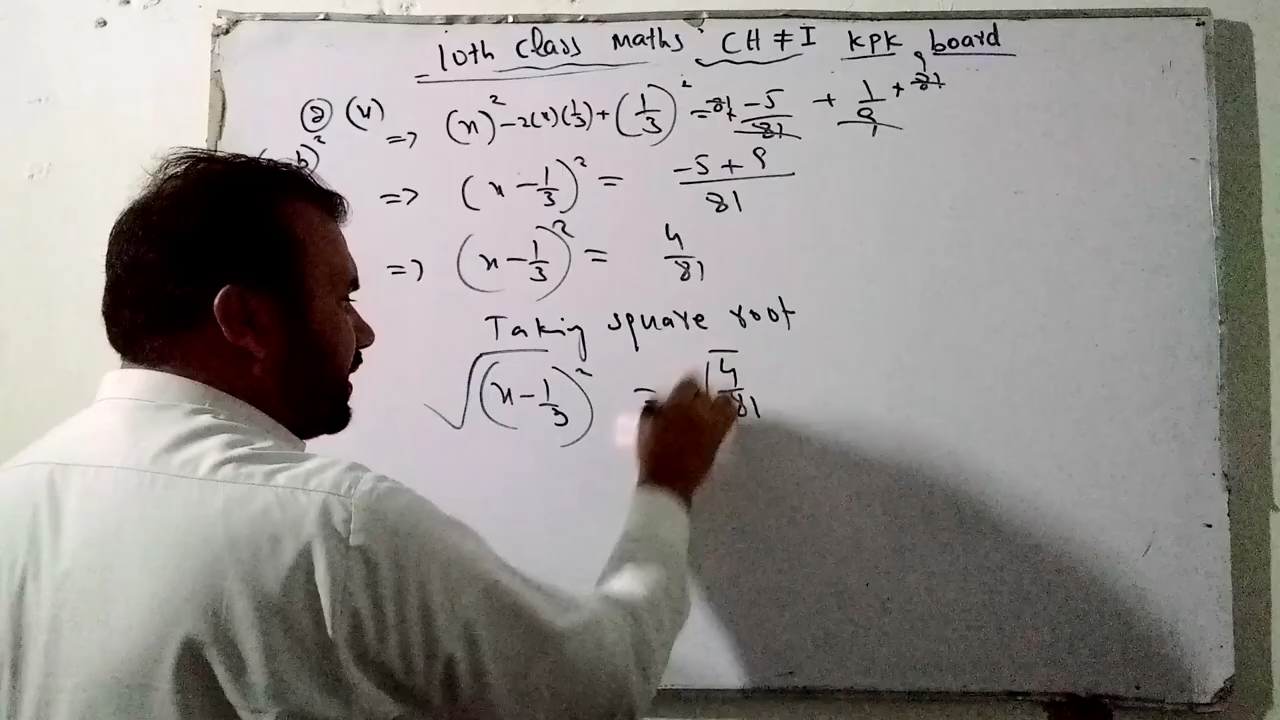 10th class maths CH # I KPK board
② (v) => (x)² - 2(x)(1/3) + (1/3)² = -5/81 + 1/9
=> (x - 1/3)² = -5 + 9 / 81
=> (x - 1/3)² = 4/81
Taking square root
√(x - 1/3)² = √4/81